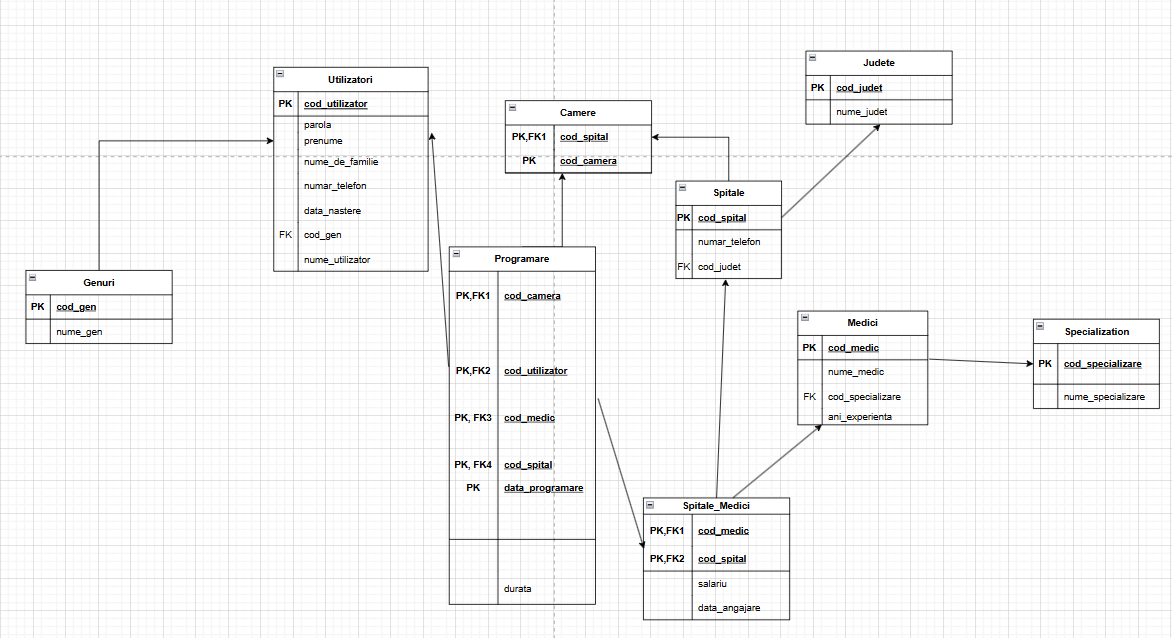 Utilizatori
PK cod_utilizator
parola
prenume
nume_de_familie
numar_telefon
data_nastere
FK cod_gen
nume_utilizator
Genuri
PK cod_gen
nume_gen
Camere
PK,FK1 cod_spital
PK cod_camera
Programare
PK,FK1 cod_camera
PK,FK2 cod_utilizator
PK, FK3 cod_medic
PK, FK4 cod_spital
PK data_programare
durata
Judete
PK cod_judet
nume_judet
Spitale
PK cod_spital
numar_telefon
FK cod_judet
Medici
PK cod_medic
nume_medic
FK cod_specializare
ani_experienta
Specialization
PK cod_specializare
nume_specializare
Spitale_Medici
PK,FK1 cod_medic
PK,FK2 cod_spital
salariu
data_angajare